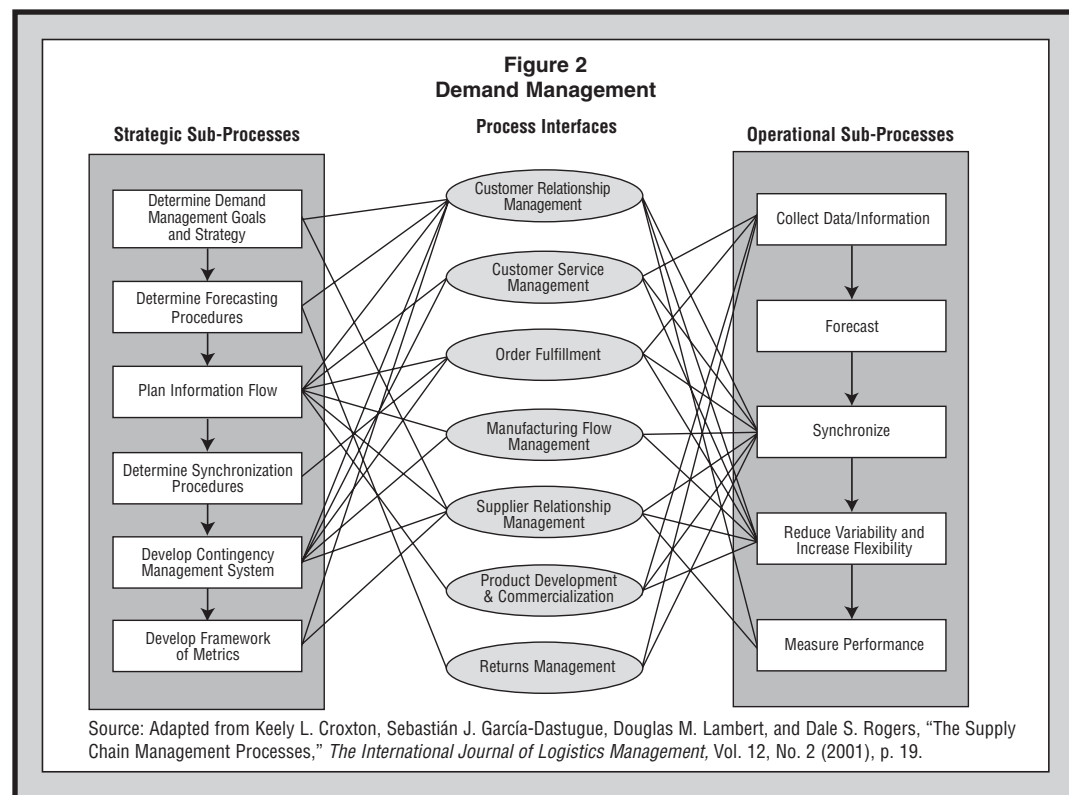 Figure 2
Demand Management
Strategic Sub-Processes
Process Interfaces
Operational Sub-Processes
Determine Demand
Management Goals
and Strategy
Determine Forecasting
Procedures
Plan Information Flow
Determine Synchronization
Procedures
Develop Contingency
Management System
Develop Framework
of Metrics
Customer Relationship
Management
Customer Service
Management
Order Fulfillment
Manufacturing Flow
Management
Supplier Relationship
Management
Product Development
& Commercialization
Returns Management
Collect Data/Information
Forecast
Synchronize
Reduce Variability and
Increase Flexibility
Measure Performance
Source: Adapted from Keely L. Croxton, Sebastián J. García-Dastugue, Douglas M. Lambert, and Dale S. Rogers, “The Supply
Chain Management Processes,” The International Journal of Logistics Management, Vol. 12, No. 2 (2001), p. 19.